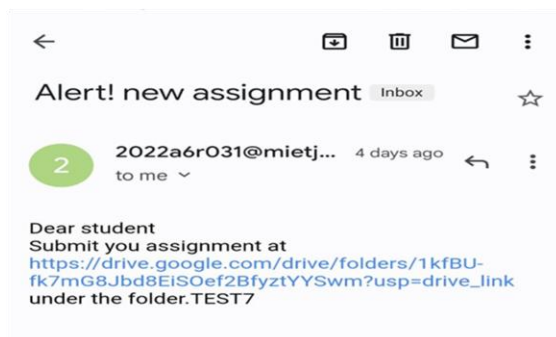 Alert! new assignment Inbox
2
2022a6r031@mietj... 4 days ago
to me
Dear student
Submit you assignment at
https://drive.google.com/drive/folders/1kfBU-
fk7mG8Jbd8EiSOef2BfyztYYSwm?usp=drive_link
under the folder.TEST7